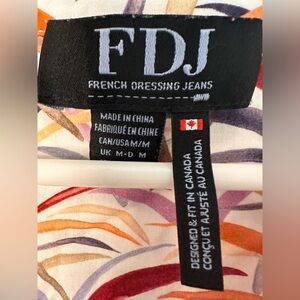 FDJ
FRENCH DRESSING JEANS
MADE IN CHINA
FABRIQUÉ EN CHINE
CAN/USA M/M
UK M-D M
DESIGNED & FIT IN CANADA
CONÇU ET AJUSTÉ AU CANADA